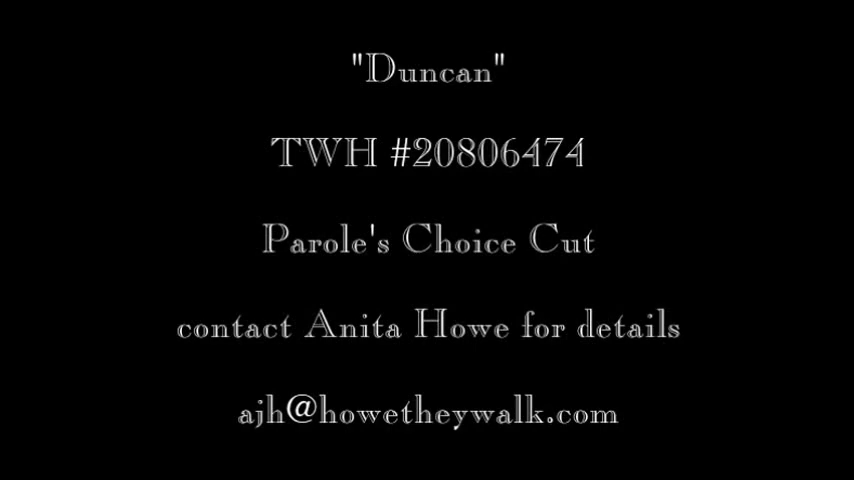 "Duncan"
TWH #20806474
Parole's Choice Cut
contact Anita Howe for details
ajh@howetheywalk.com